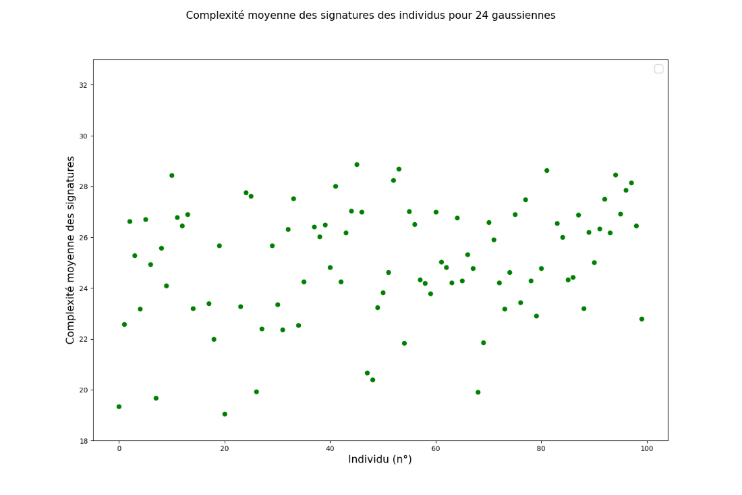 Complexité moyenne des signatures des individus pour 24 gaussiennes
32
30
28
26
24
22
20
18
Complexité moyenne des signatures
0 20 40 60 80 100
Individu (n°)